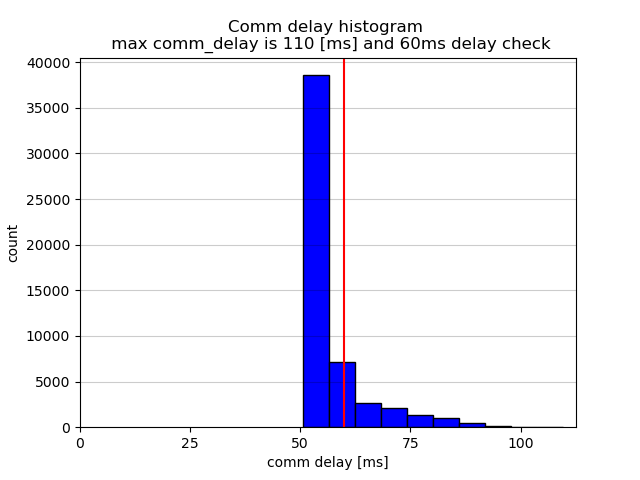 Comm delay histogram
max comm_delay is 110 [ms] and 60ms delay check
40000
35000
30000
25000
20000
15000
10000
5000
0
count
0 25 50 75 100
comm delay [ms]